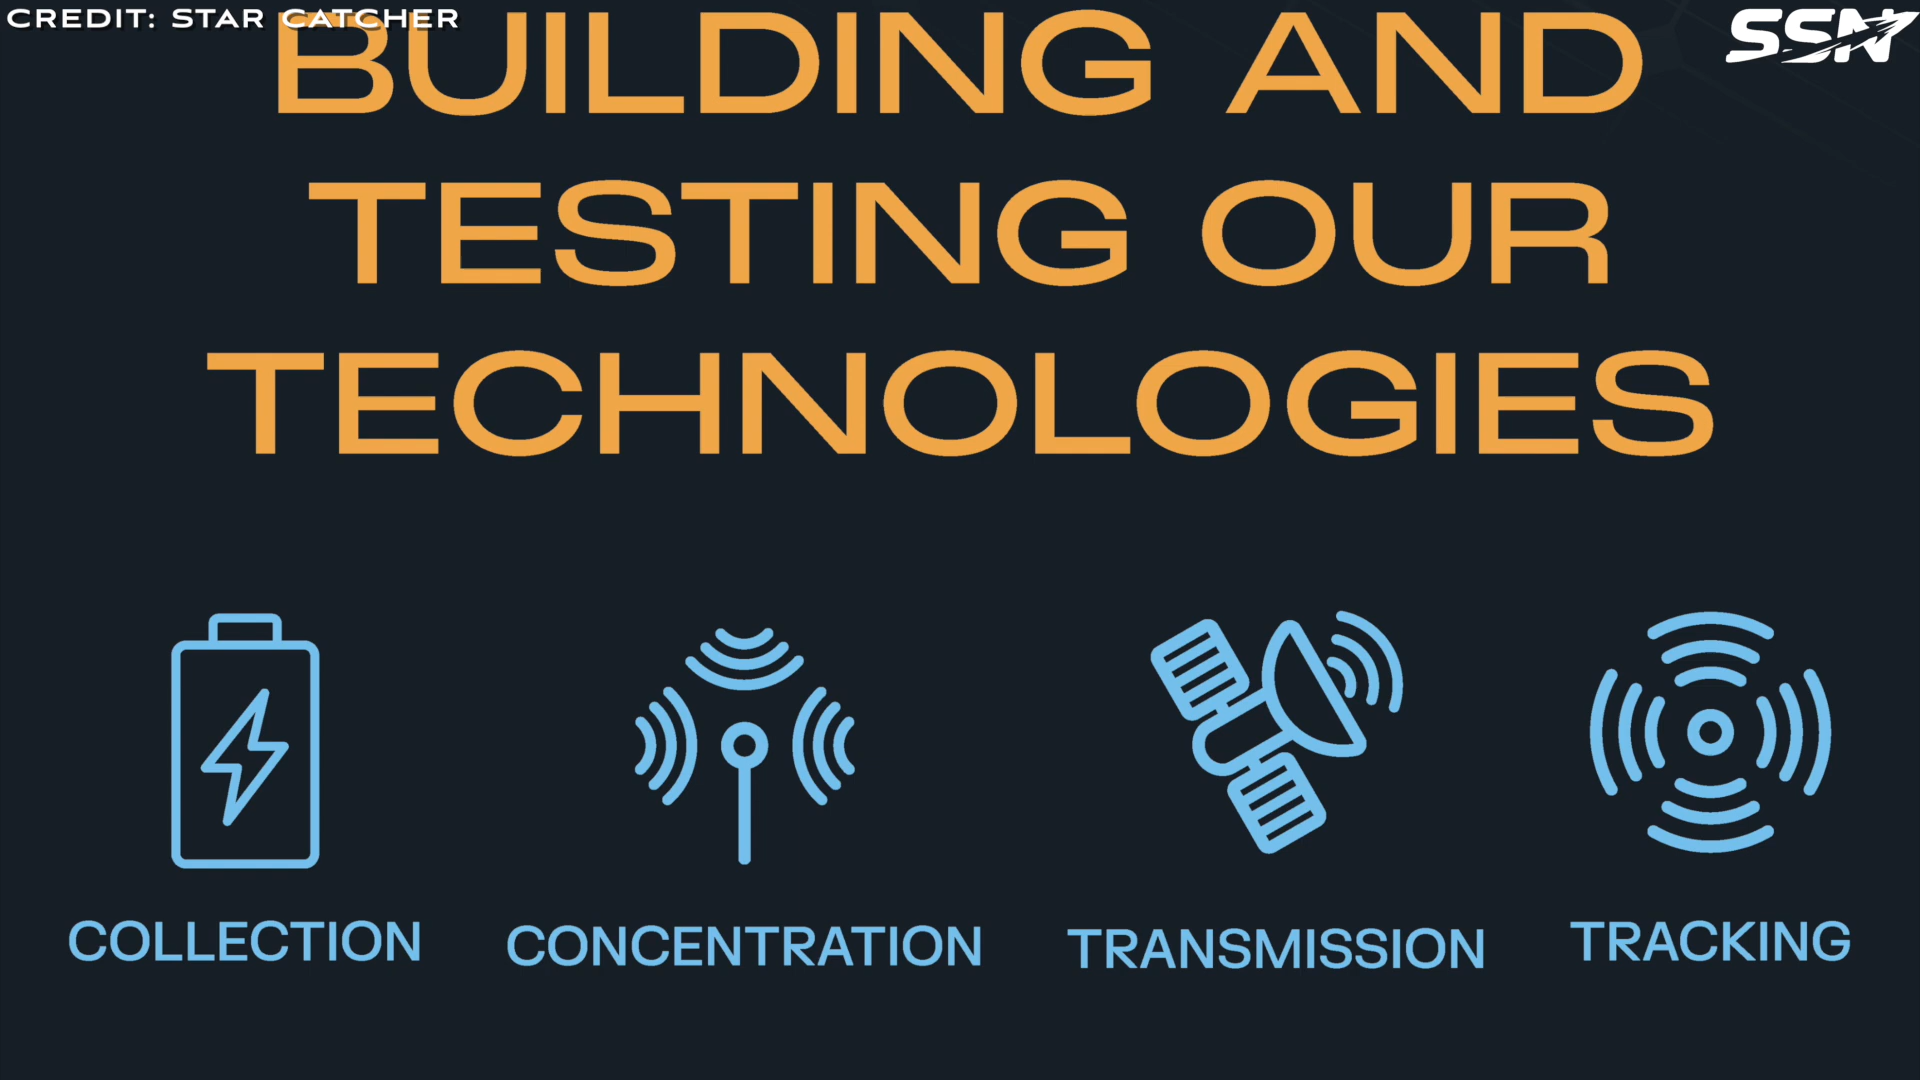 CREDIT: STAR CATCHER
SSN
BUILDING AND
TESTING OUR
TECHNOLOGIES
COLLECTION
CONCENTRATION
TRANSMISSION
TRACKING